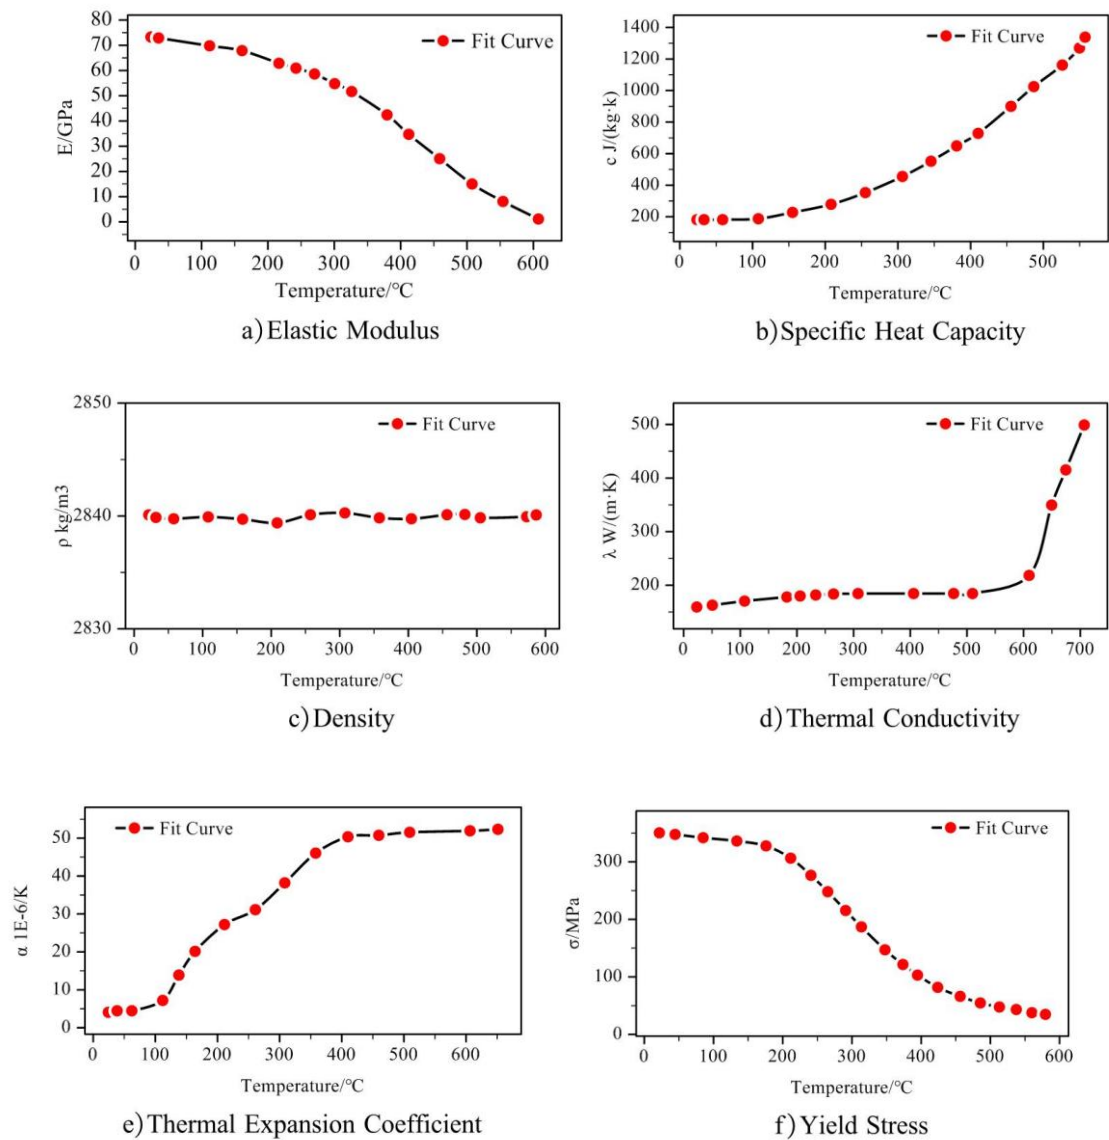 80
70
60
50
40
30
20
10
0
E/GPa
Fit Curve
0 100 200 300 400 500 600
Temperature/℃
a)Elastic Modulus
1400
1200
1000
800
600
400
200
c J/(kg·k)
Fit Curve
0 100 200 300 400 500
Temperature/℃
b)Specific Heat Capacity
2850
2840
2830
ρ kg/m3
Fit Curve
0 100 200 300 400 500 600
Temperature/℃
c)Density
500
400
300
200
λ W/(m·K)
Fit Curve
0 100 200 300 400 500 600 700
Temperature/℃
d)Thermal Conductivity
50
40
30
20
10
0
α 1E-6/K
Fit Curve
0 100 200 300 400 500 600
Temperature/℃
e)Thermal Expansion Coefficient
300
200
100
0
σ/MPa
Fit Curve
0 100 200 300 400 500 600
Temperature/℃
f)Yield Stress